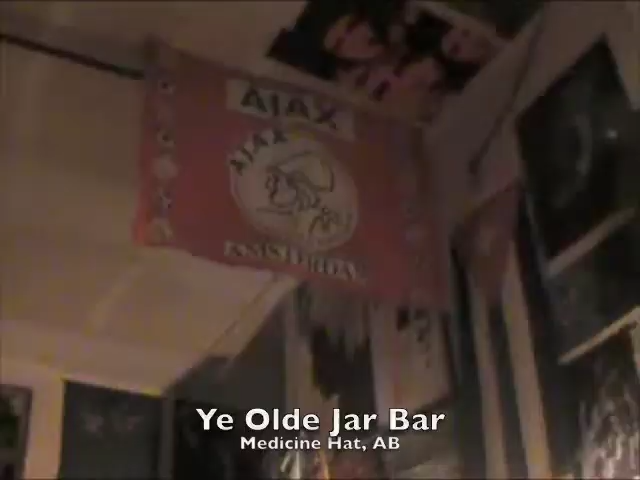 AJAX
AJAX
AMSTERDAM
Ye Olde Jar Bar
Medicine Hat, AB